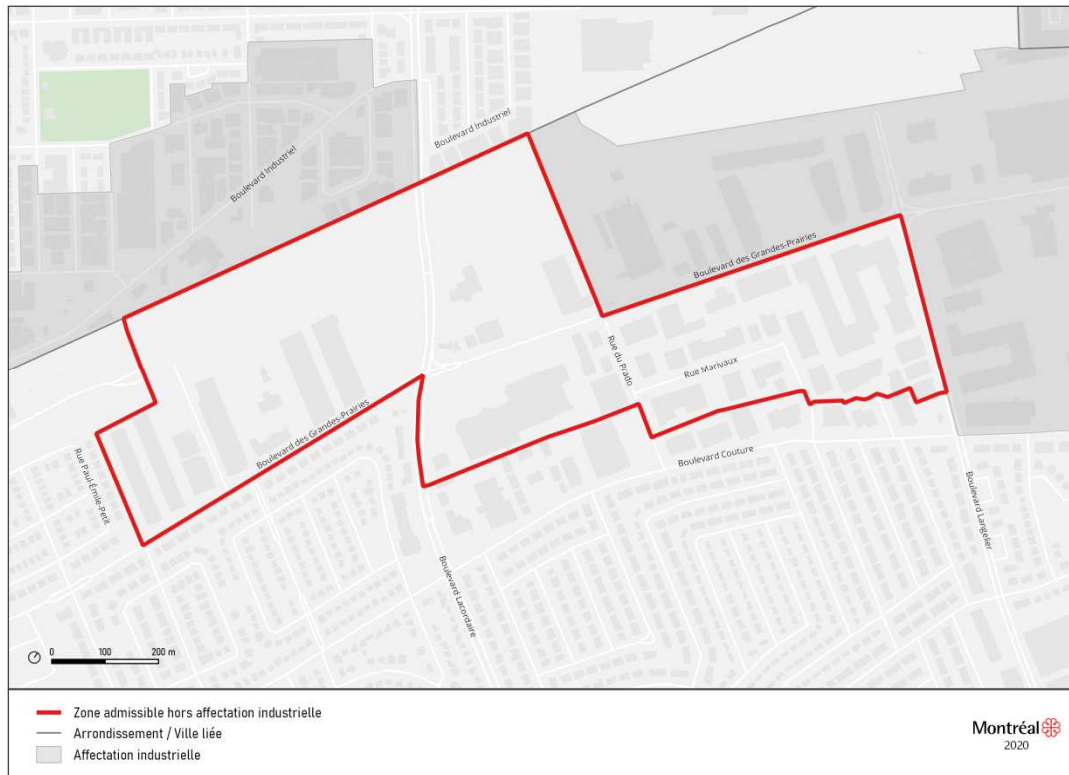 Boulevard Industriel
Boulevard Industriel
Boulevard des Grandes-Prairies
Rue du Prado
Rue Marivaux
Boulevard des Grandes-Prairies
Rue Paul-Émile-Petit
Boulevard Couture
Boulevard Langelier
Boulevard Lacordaire
0 100 200 m
Zone admissible hors affectation industrielle
Arrondissement / Ville liée
Affectation industrielle
Montréal
2020